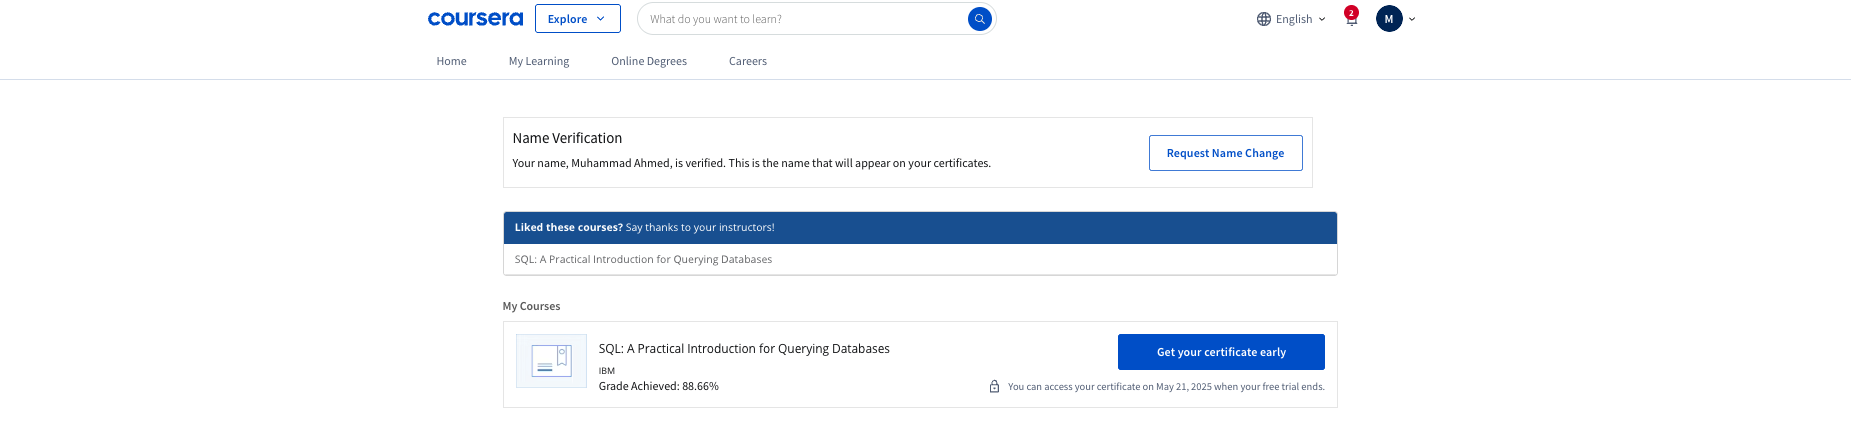 coursera Explore What do you want to learn? English 2 M
Home My Learning Online Degrees Careers
Name Verification
Your name, Muhammad Ahmed, is verified. This is the name that will appear on your certificates.
Request Name Change
Liked these courses? Say thanks to your instructors!
SQL: A Practical Introduction for Querying Databases
My Courses
SQL: A Practical Introduction for Querying Databases
IBM
Grade Achieved: 88.66%
Get your certificate early
You can access your certificate on May 21, 2025 when your free trial ends.